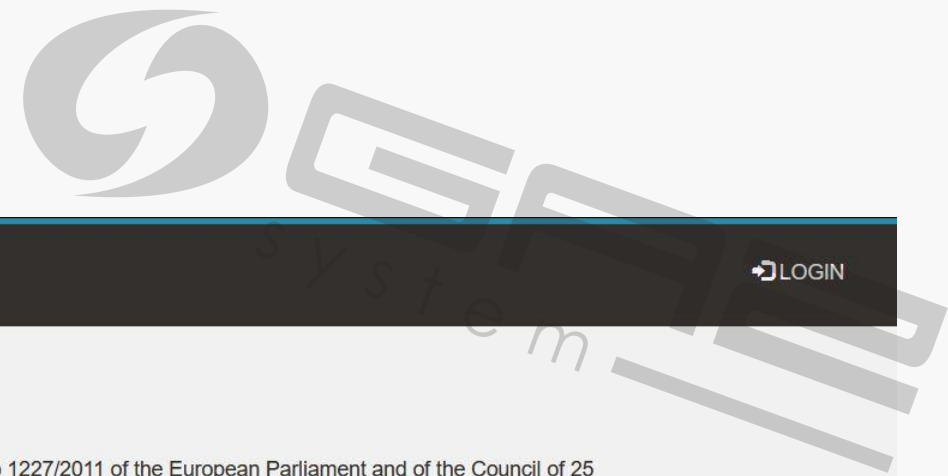 system
LOGIN
1227/2011 of the European Parliament and of the Council of 25